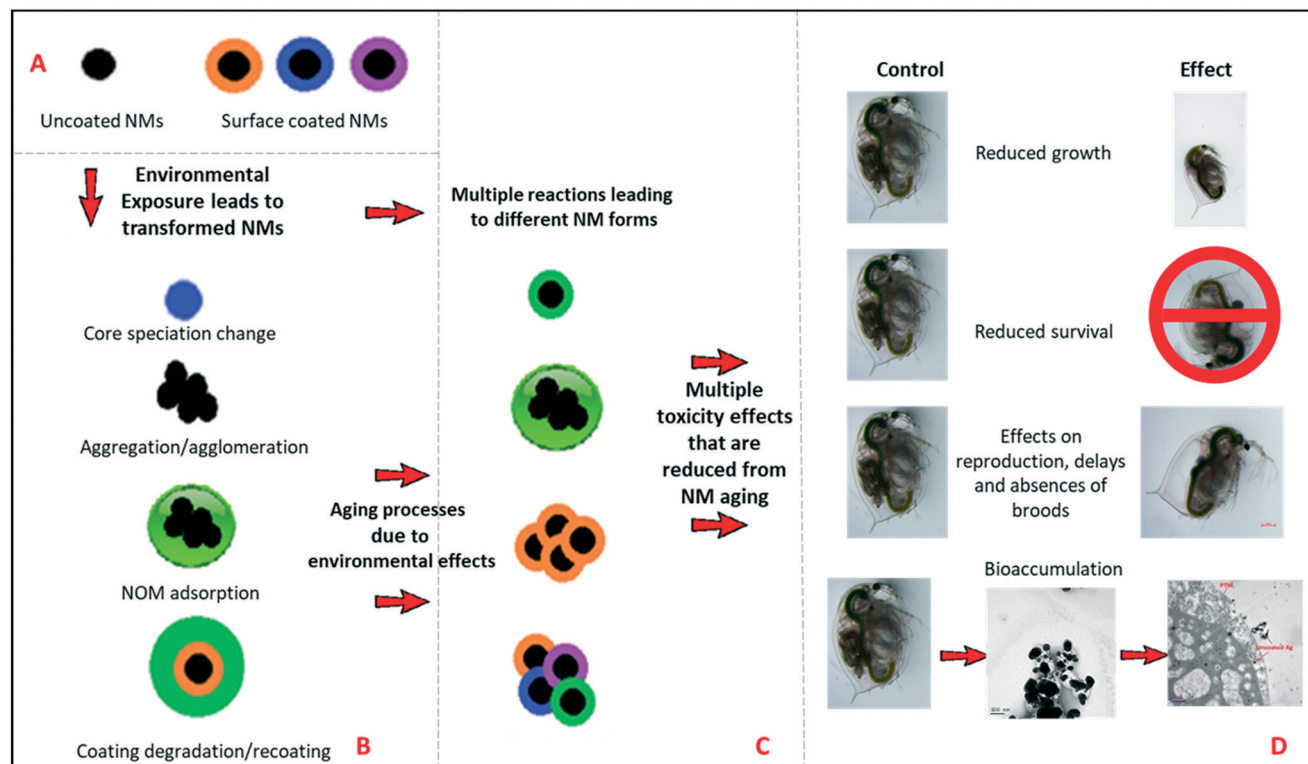 A
Uncoated NMs
Surface coated NMs
Environmental
Exposure leads to
transformed NMs
Core speciation change
Aggregation/agglomeration
NOM adsorption
Coating degradation/recoating
B
Aging processes
due to
environmental effects
Multiple reactions leading
to different NM forms
C
Multiple
toxicity effects
that are
reduced from
NM aging
Control
Effect
Reduced growth
Reduced survival
Effects on
reproduction, delays
and absences of
broods
Bioaccumulation
PTM
Uncoated Ag
D